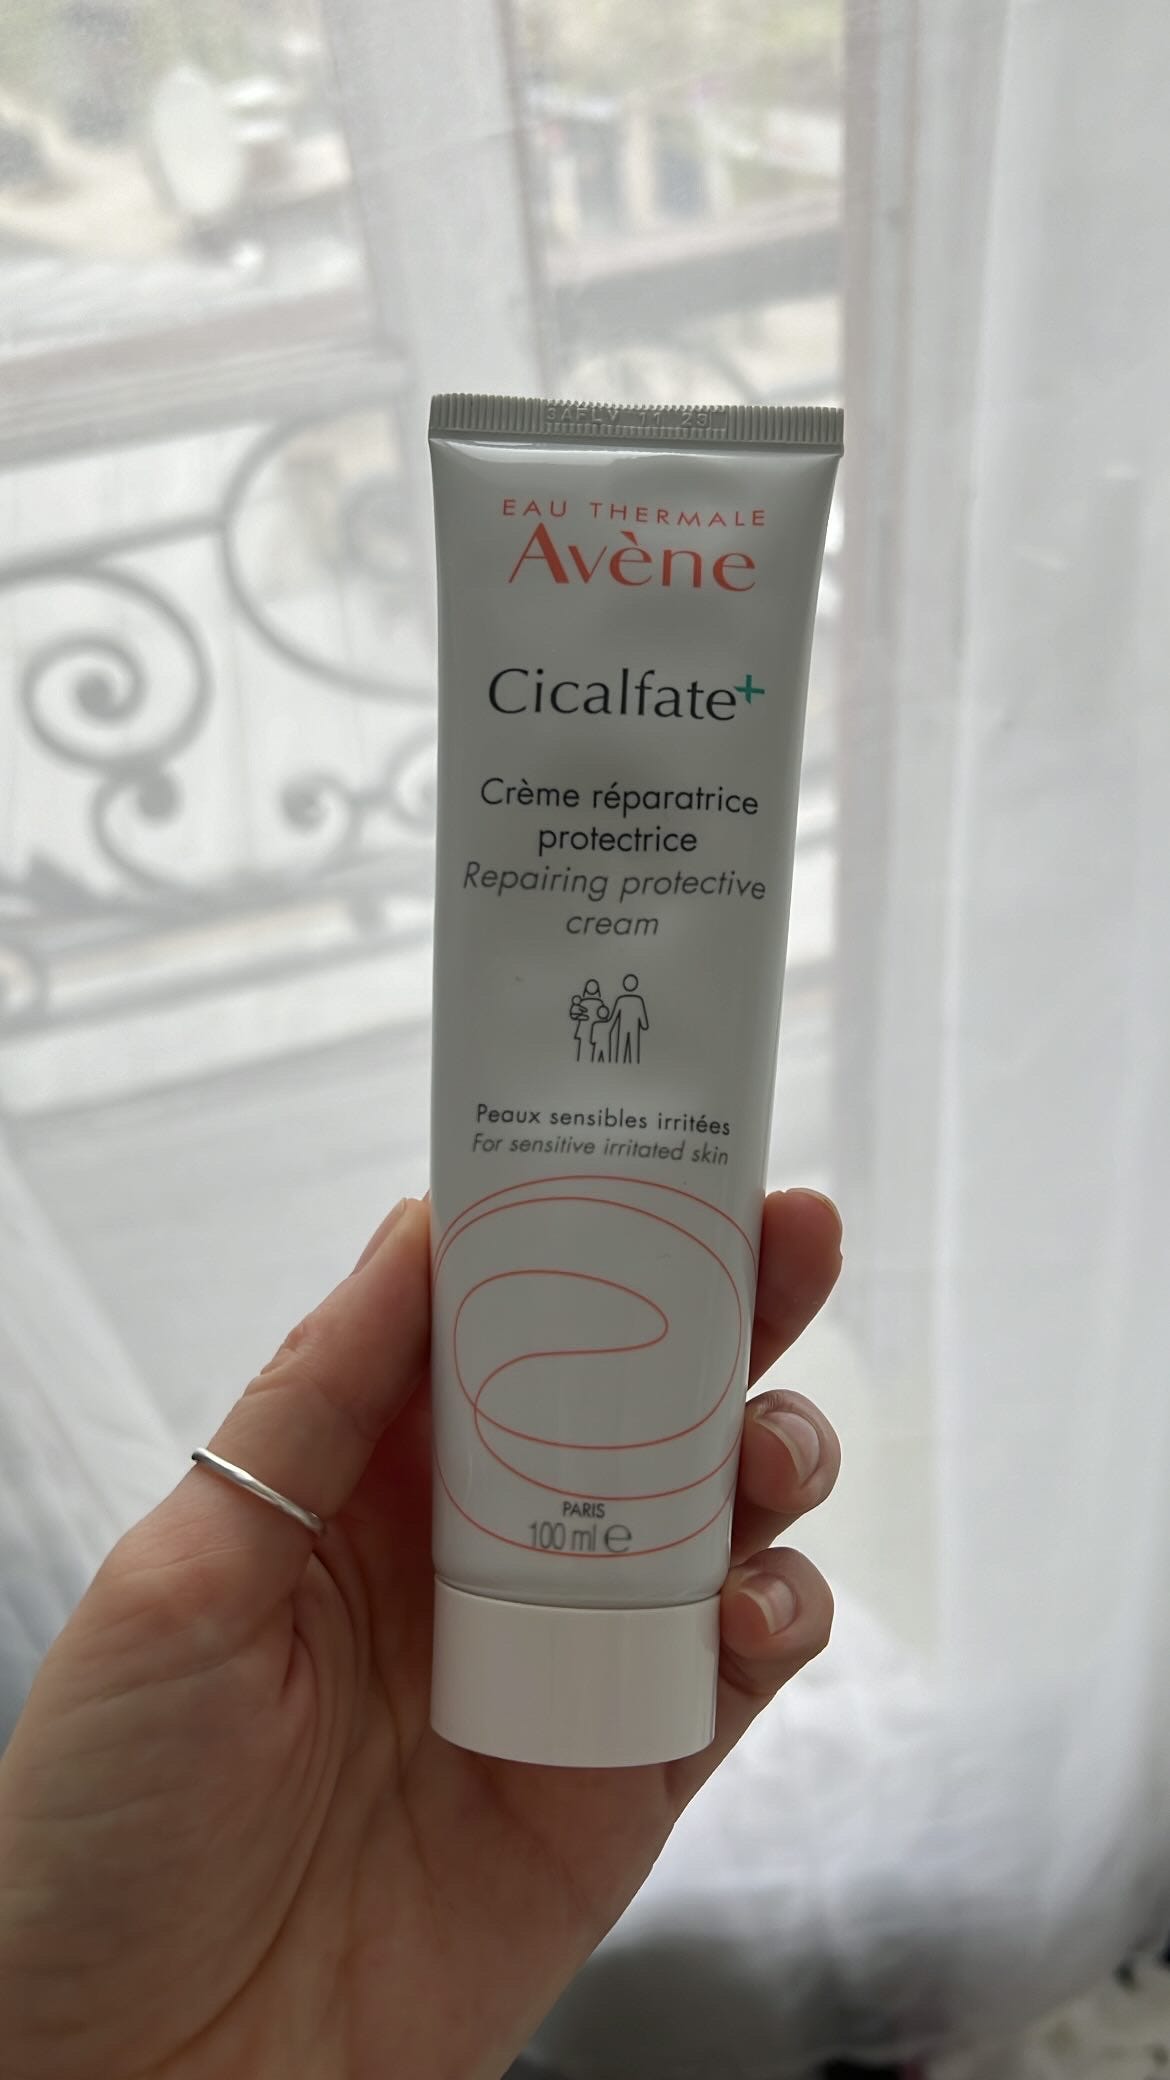 EAU THERMALE
Avène
Cicalfate+
Crème réparatrice
protectrice
Repairing protective
cream
Peaux sensibles irritées
For sensitive irritated skin
PARIS
100 ml ℮